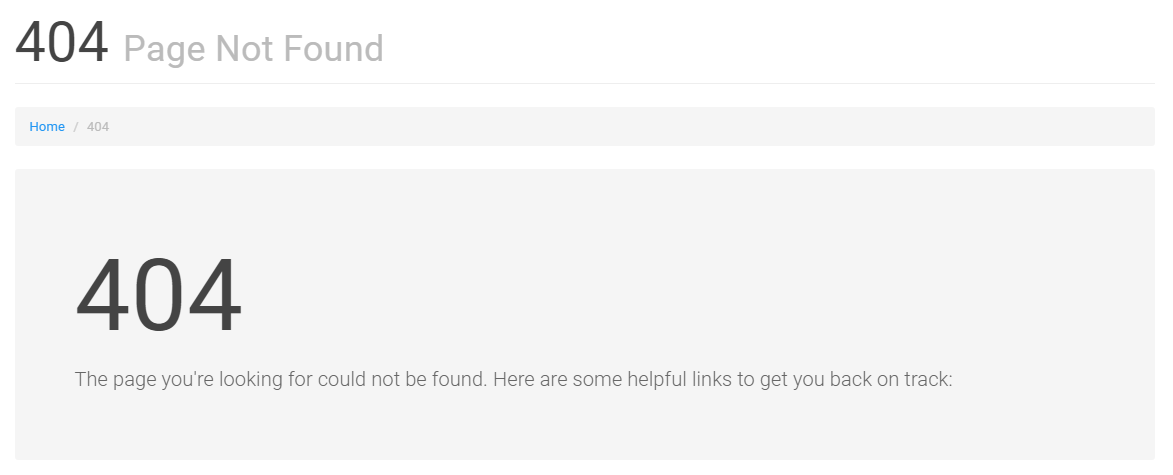 404 Page Not Found
Home / 404
404
The page you're looking for could not be found. Here are some helpful links to get you back on track: